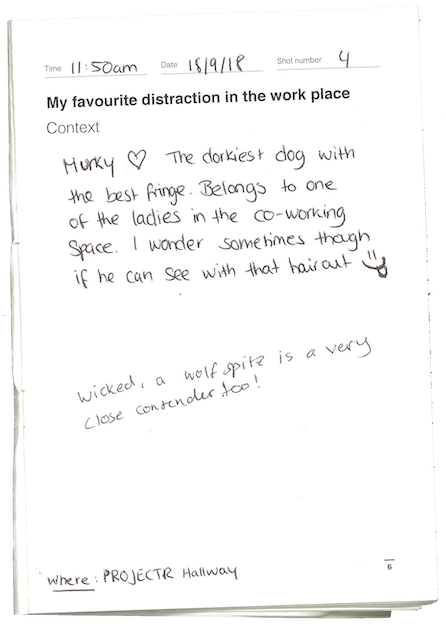 Time 11:50am Date 18/9/18 Shot number 4
My favourite distraction in the work place
Context
Murky ♡ The dorkiest dog with
the best fringe. Belongs to one
of the ladies in the co-working
space. I wonder sometimes though
if he can see with that haircut
wicked, a wolf spitz is a very
close contender too!
Where: PROJECTR Hallway
6